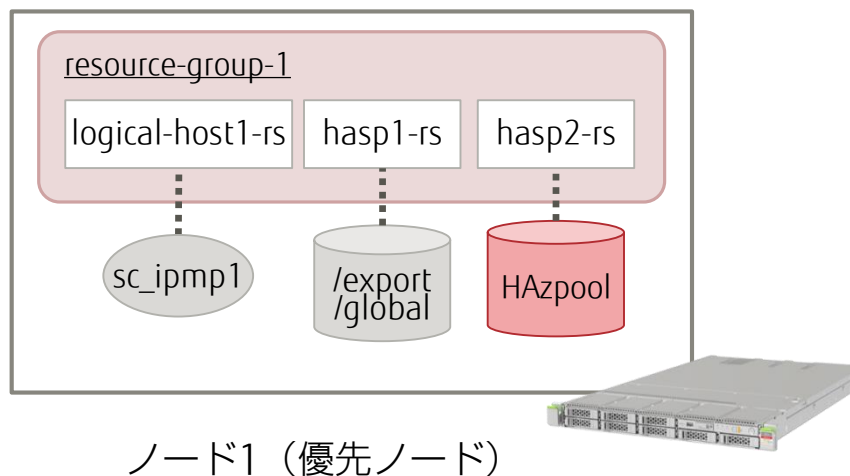 resource-group-1
logical-host1-rs
hasp1-rs
hasp2-rs
sc_ipmp1
/export
/global
HAzpool
ノード1（優先ノード）